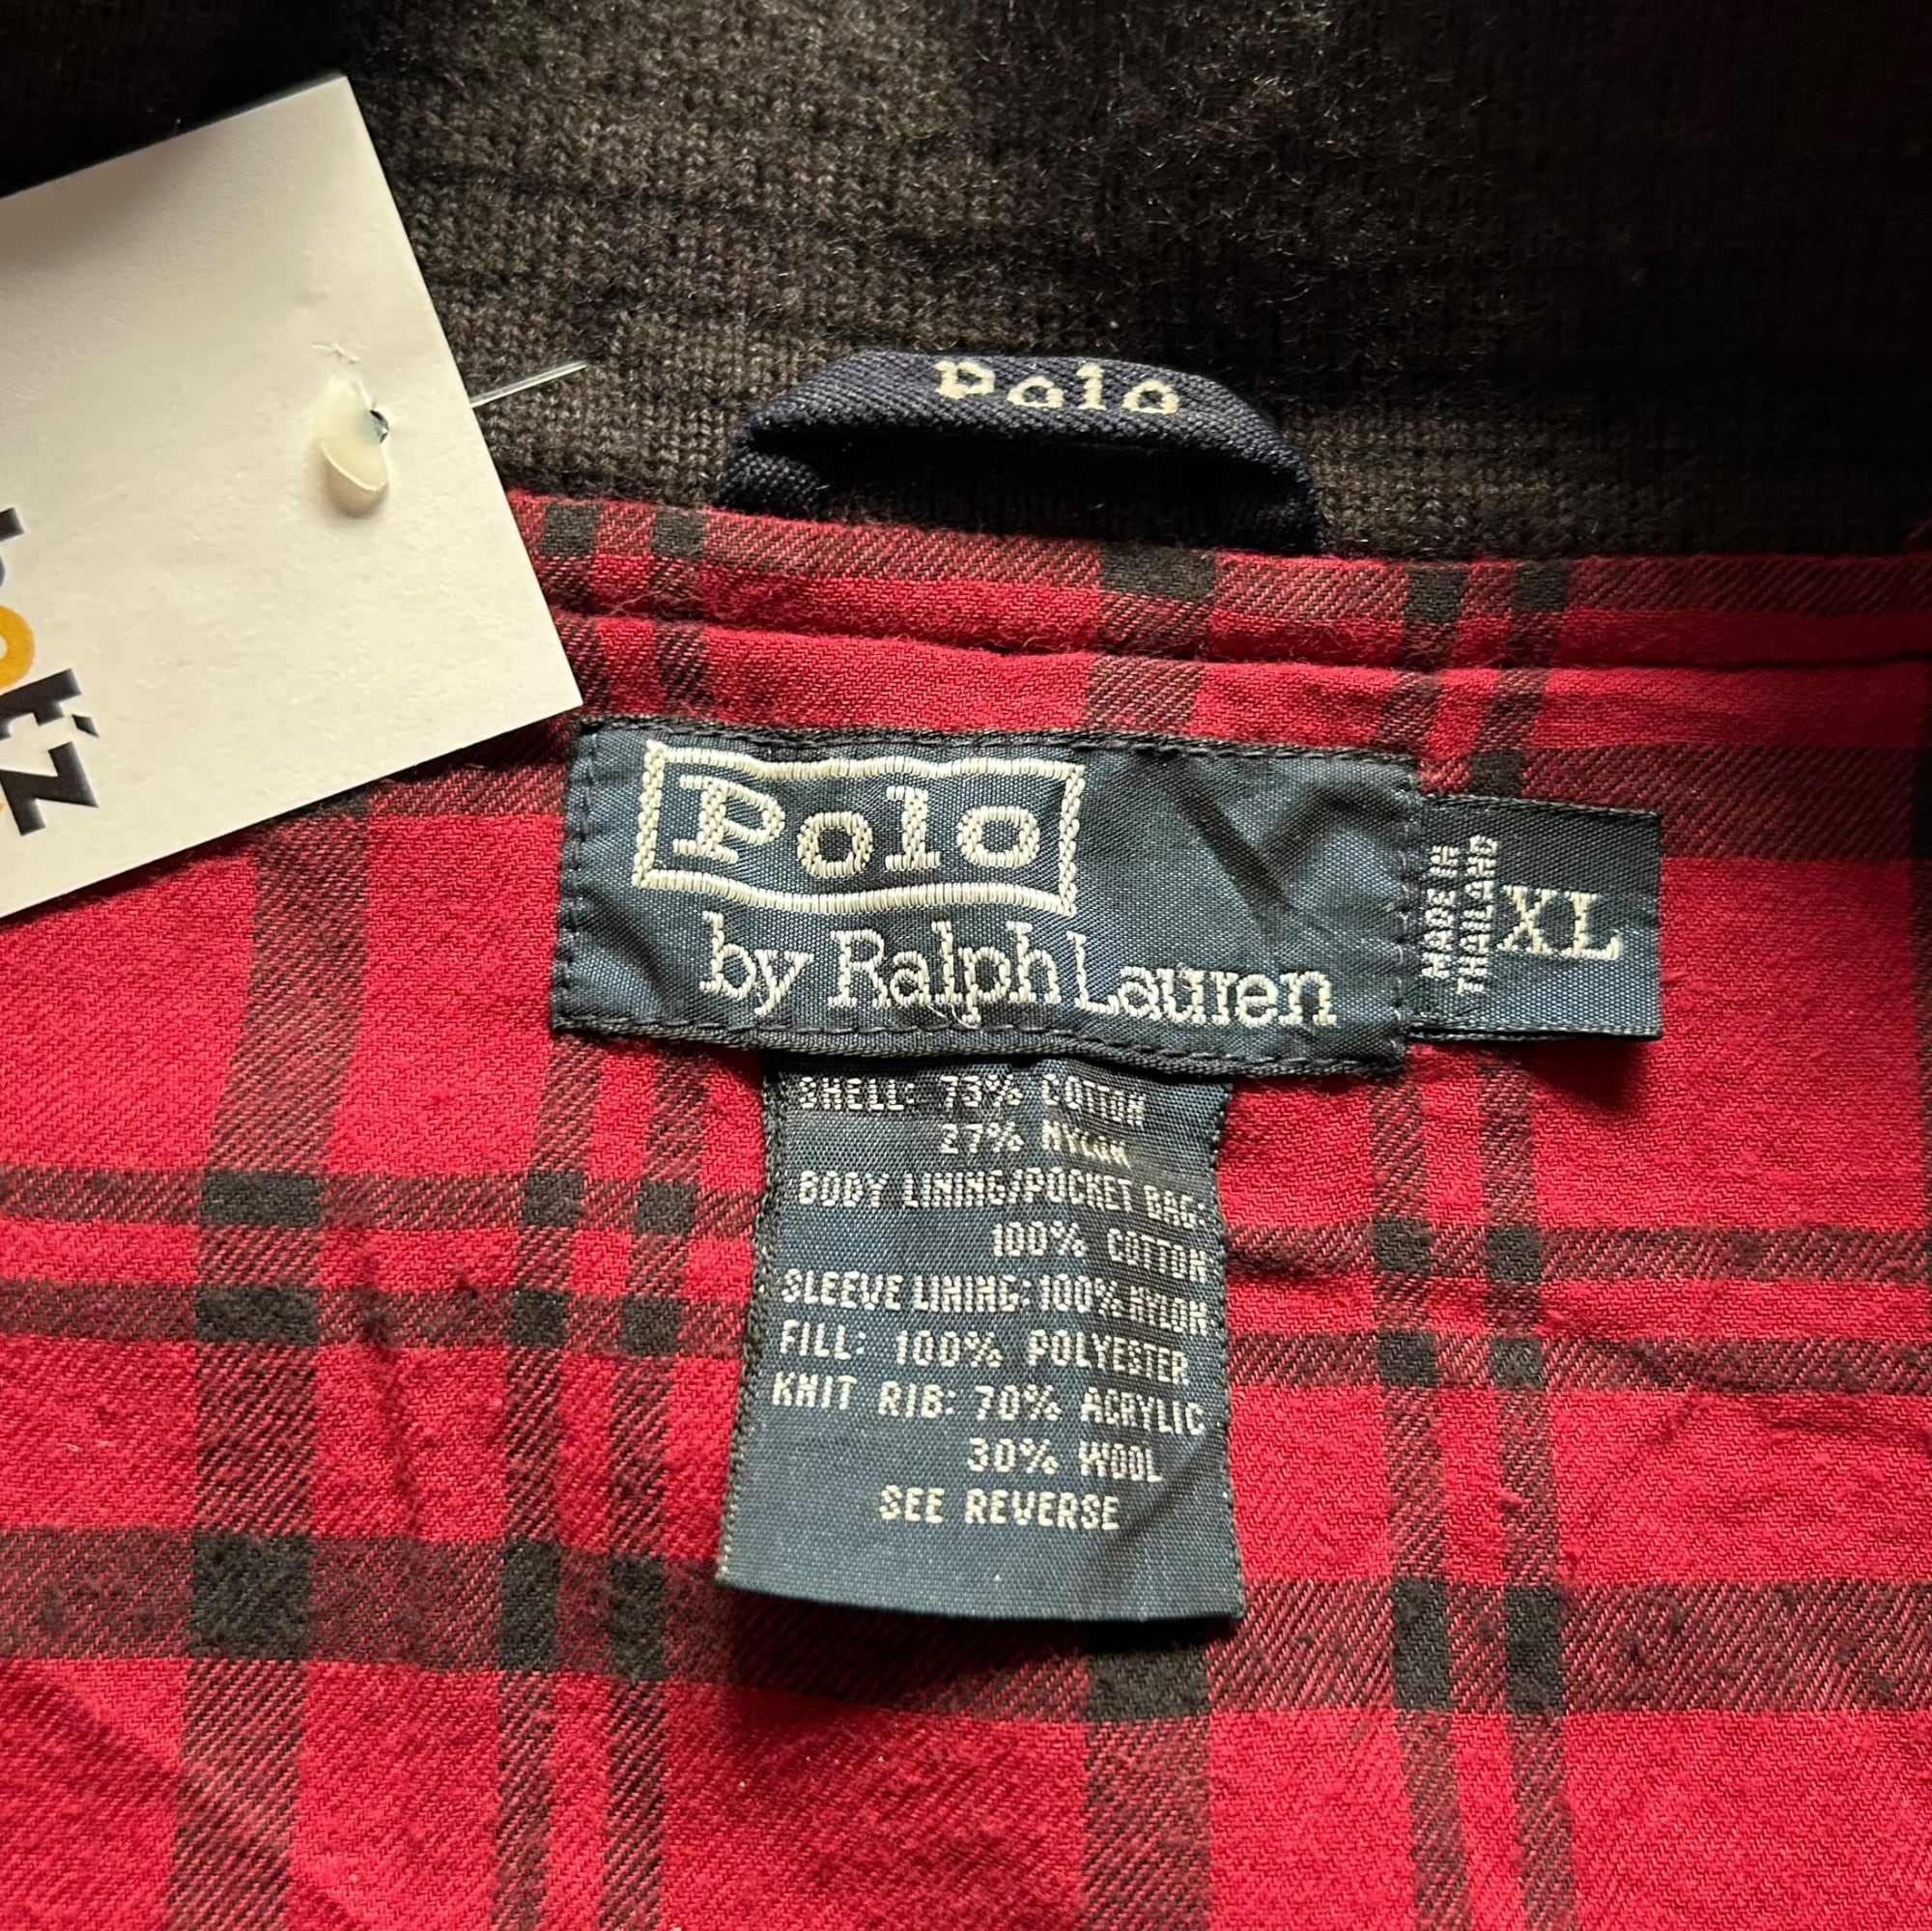 Polo
Polo
by Ralph Lauren
MADE IN
THAILAND
XL
SHELL: 73% COTTON
27% NYLON
BODY LINING/POCKET BAG:
100% COTTON
SLEEVE LINING: 100% NYLON
FILL: 100% POLYESTER
KNIT RIB: 70% ACRYLIC
30% WOOL
SEE REVERSE